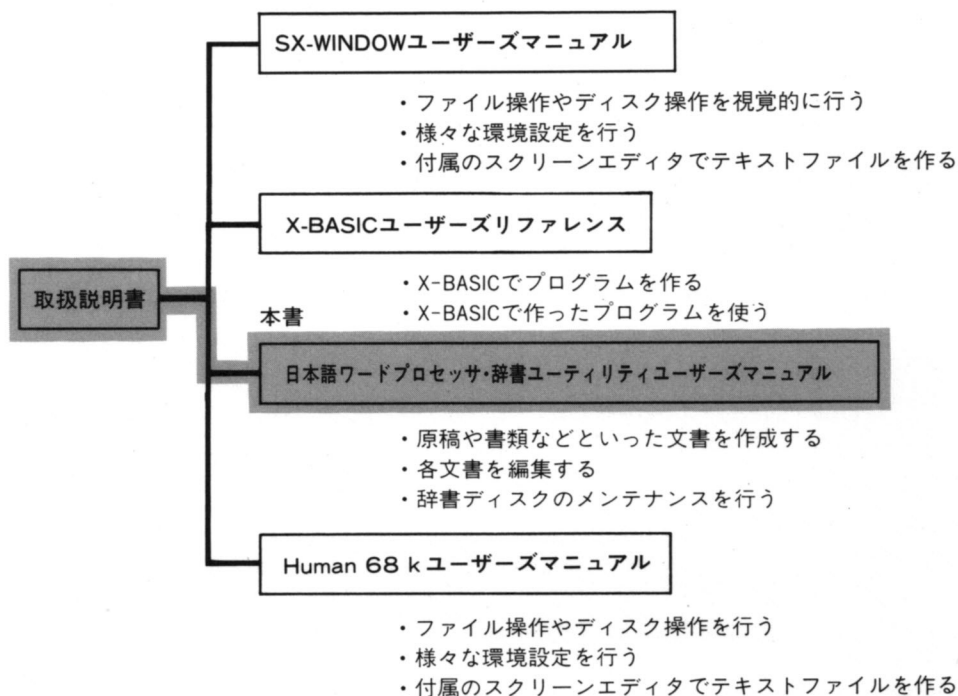 SX-WINDOWユーザーズマニュアル
・ファイル操作やディスク操作を視覚的に行う
・様々な環境設定を行う
・付属のスクリーンエディタでテキストファイルを作る
X-BASICユーザーズリファレンス
・X-BASICでプログラムを作る
・X-BASICで作ったプログラムを使う
取扱説明書
本書
日本語ワードプロセッサ・辞書ユーティリティユーザーズマニュアル
・原稿や書類などといった文書を作成する
・各文書を編集する
・辞書ディスクのメンテナンスを行う
Human 68 k ユーザーズマニュアル
・ファイル操作やディスク操作を行う
・様々な環境設定を行う
・付属のスクリーンエディタでテキストファイルを作る